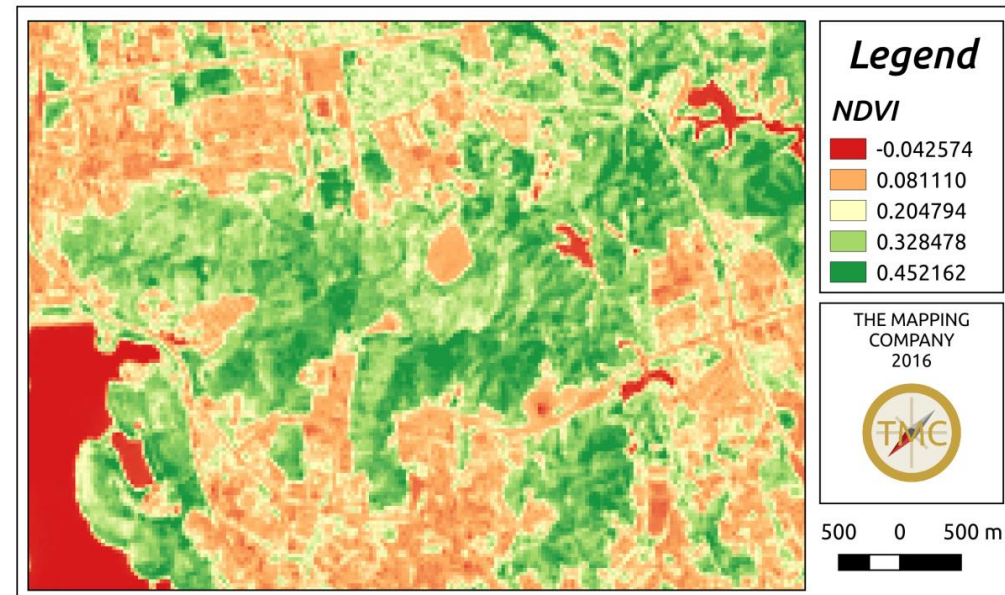 Legend
NDVI
-0.042574
0.081110
0.204794
0.328478
0.452162
THE MAPPING
COMPANY
2016
TMC
500 0 500 m